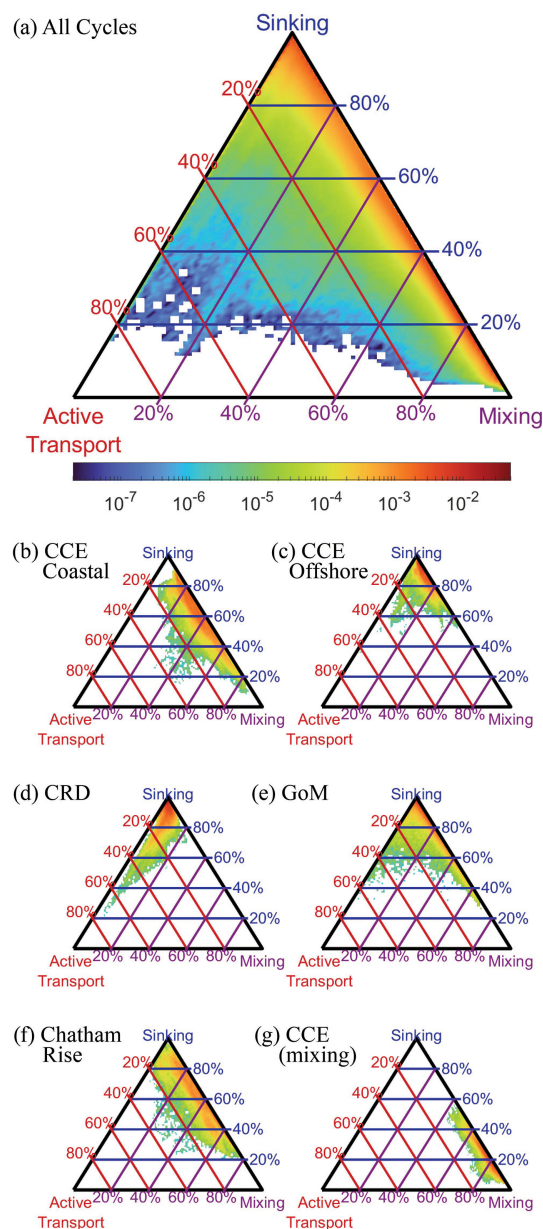 (a) All Cycles
Sinking
20%
80%
40%
60%
60%
40%
80%
20%
Active
Transport
20%
40%
60%
80%
Mixing
10-7
10-6
10-5
10-4
10-3
10-2
(b) CCE
Coastal
Sinking
20%
80%
40%
60%
60%
40%
80%
20%
Active
Transport
20%
40%
60%
80%
Mixing
(c) CCE
Offshore
Sinking
20%
80%
40%
60%
60%
40%
80%
20%
Active
Transport
20%
40%
60%
80%
Mixing
(d) CRD
Sinking
20%
80%
40%
60%
60%
40%
80%
20%
Active
Transport
20%
40%
60%
80%
Mixing
(e) GoM
Sinking
20%
80%
40%
60%
60%
40%
80%
20%
Active
Transport
20%
40%
60%
80%
Mixing
(f) Chatham
Rise
Sinking
20%
80%
40%
60%
60%
40%
80%
20%
Active
Transport
20%
40%
60%
80%
Mixing
(g) CCE
(mixing)
Sinking
20%
80%
40%
60%
60%
40%
80%
20%
Active
Transport
20%
40%
60%
80%
Mixing